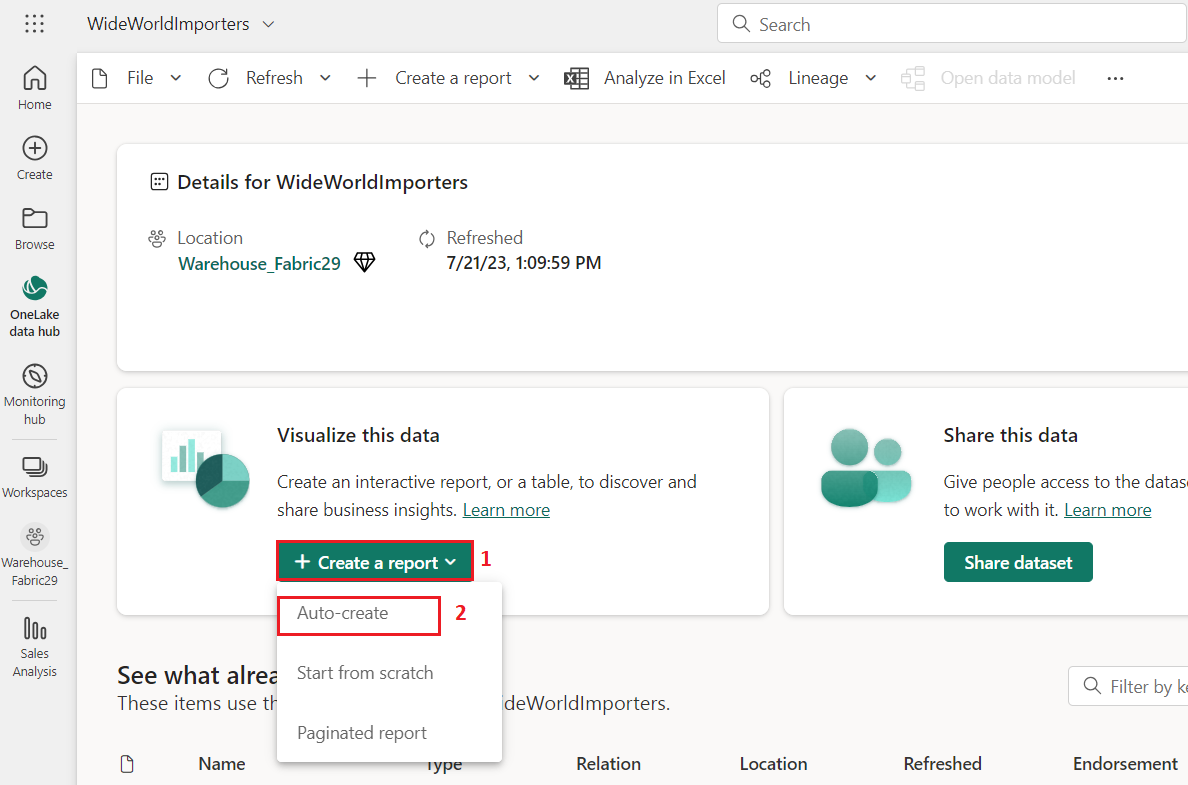 WideWorldImporters
Search
File
Refresh
Create a report
Analyze in Excel
Lineage
Open data model
Home
Create
Browse
OneLake
data hub
Monitoring
hub
Workspaces
Warehouse_
Fabric29
Sales
Analysis
Details for WideWorldImporters
Location
Warehouse_Fabric29
Refreshed
7/21/23, 1:09:59 PM
Visualize this data
Create an interactive report, or a table, to discover and
share business insights. Learn more
+ Create a report
1
Auto-create
2
Start from scratch
Paginated report
Share this data
Give people access to the datas
to work with it. Learn more
Share dataset
See what alrea
These items use th
ideWorldImporters.
Filter by ke
Name
Type
Relation
Location
Refreshed
Endorsement